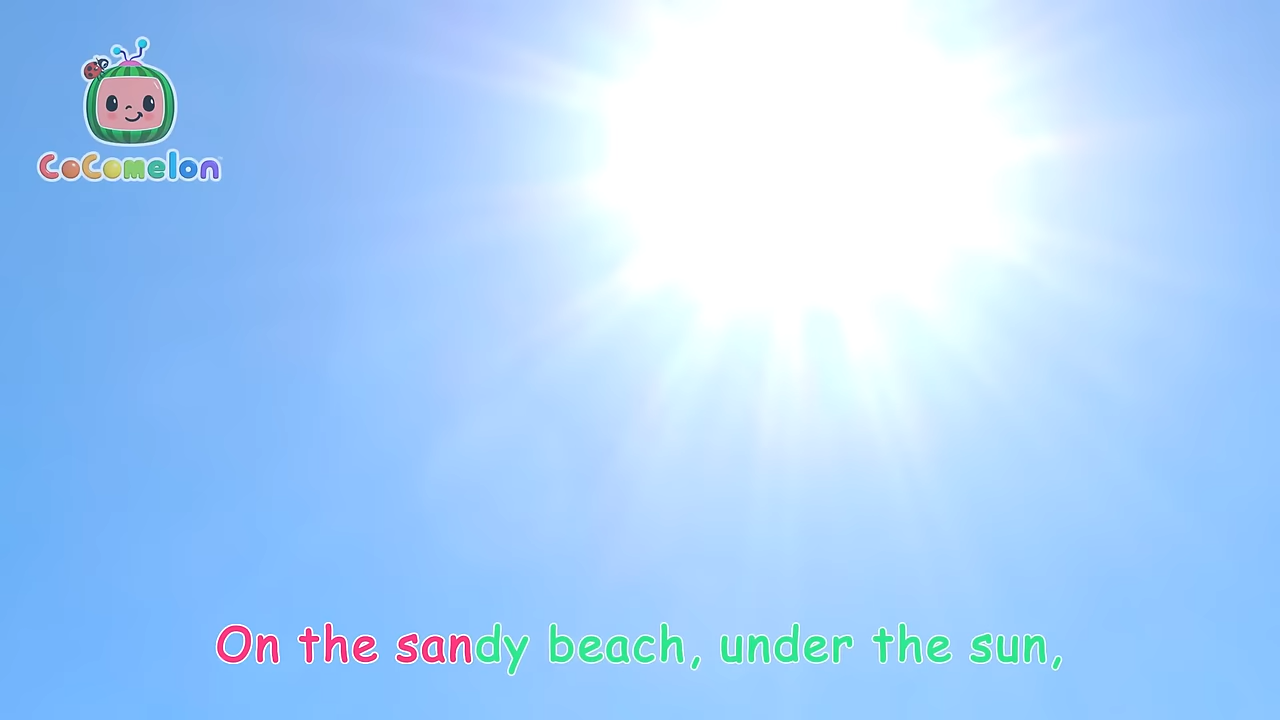 CoComelon
On the sandy beach, under the sun,